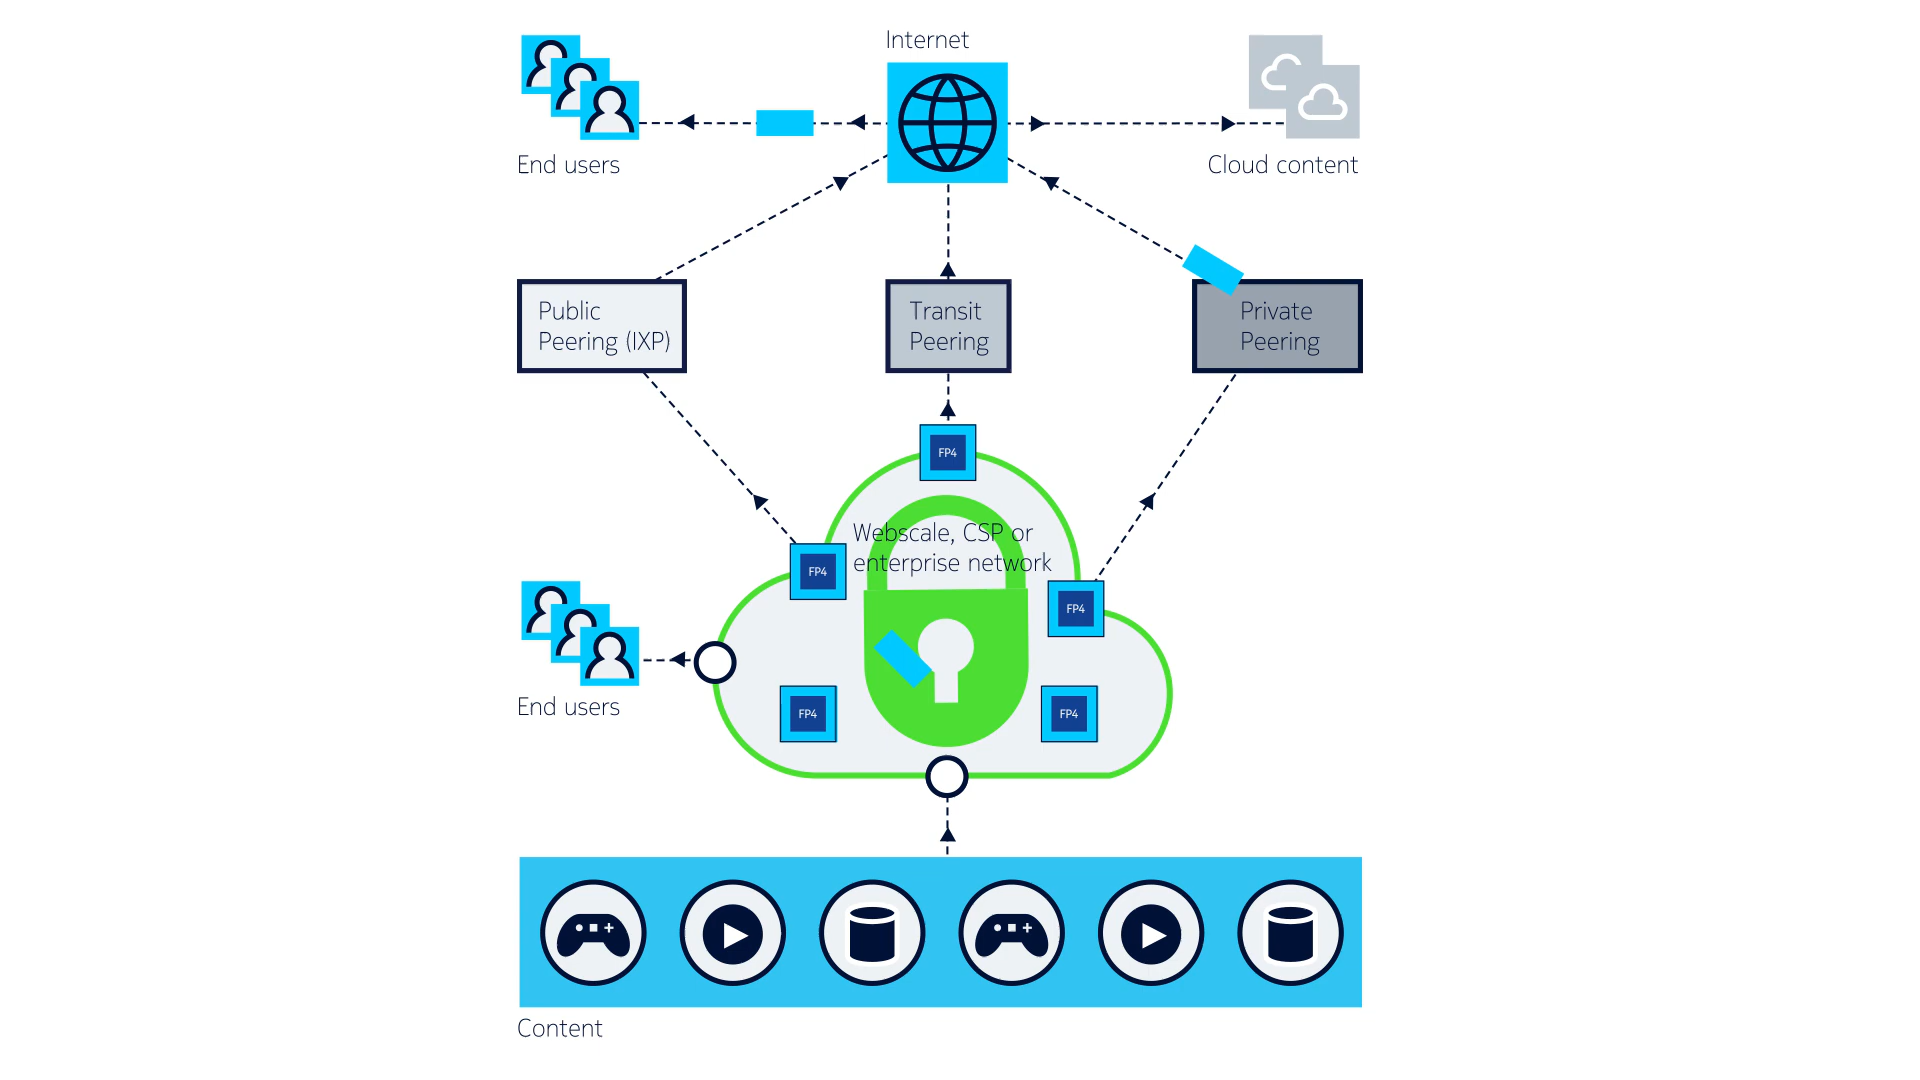 Internet
End users
Cloud content
Public
Peering (IXP)
Transit
Peering
Private
Peering
FP4
Webscale, CSP or
enterprise network
FP4
FP4
End users
FP4
FP4
Content